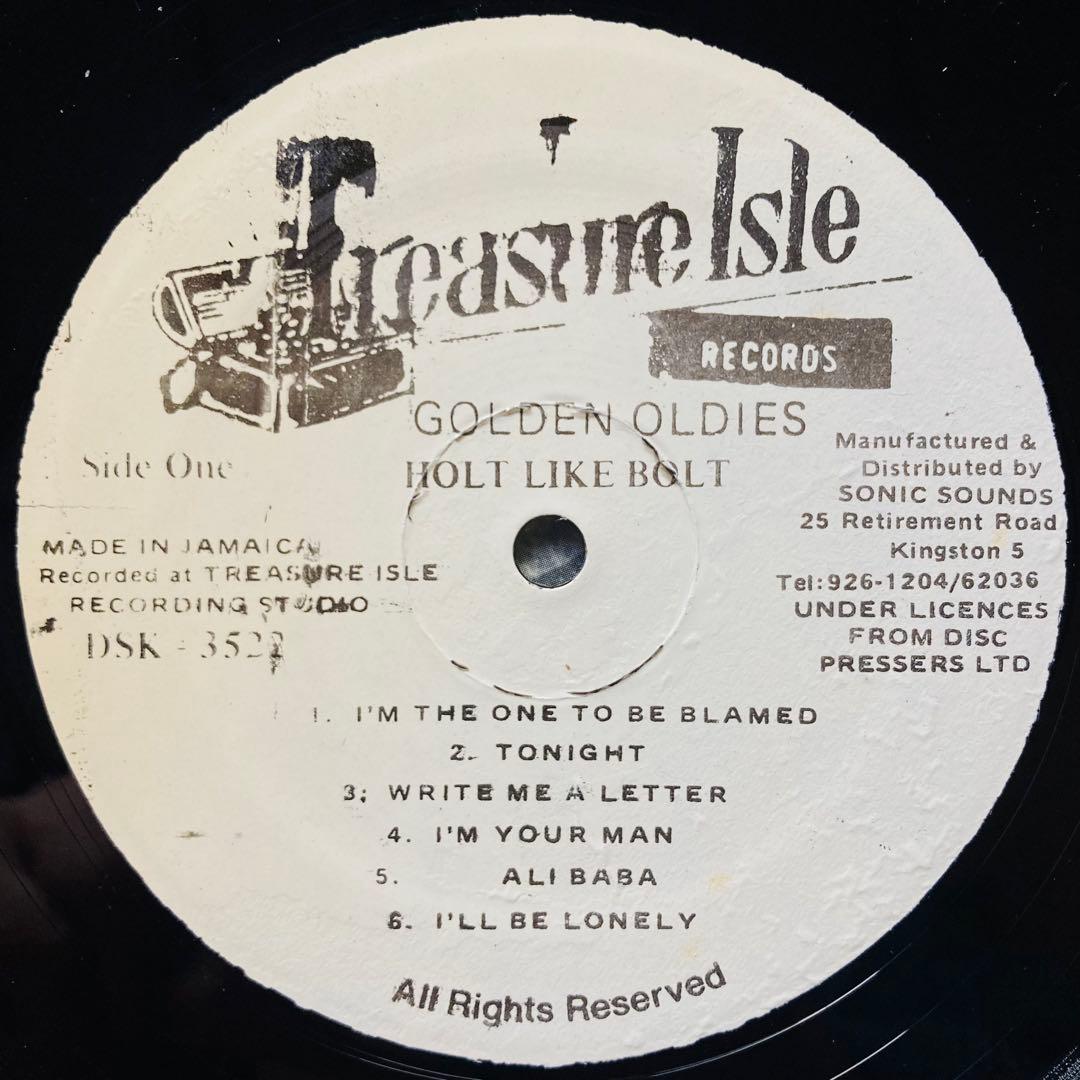 Treasure Isle
RECORDS
GOLDEN OLDIES
Side One
HOLT LIKE BOLT
Manufactured &
Distributed by
SONIC SOUNDS
25 Retirement Road
Kingston 5
Tel:926-1204/62036
UNDER LICENCES
FROM DISC
PRESSERS LTD
MADE IN JAMAICA
Recorded at TREASURE ISLE
RECORDING STUDIO
DSK -
1. I'M THE ONE TO BE BLAMED
2. TONIGHT
3; WRITE ME A LETTER
4. I'M YOUR MAN
5. ALI BABA
6. I'LL BE LONELY
All Rights Reserved